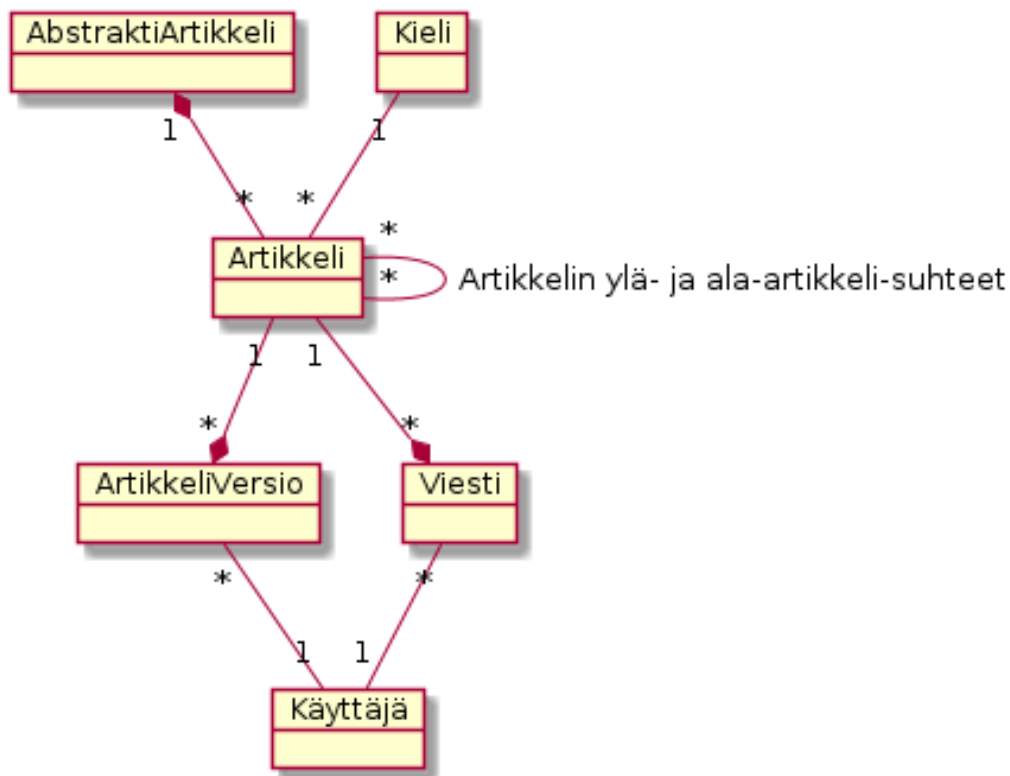 AbstraktiArtikkeli
Kieli
1
1
*
*
*
Artikkeli
*
Artikkelin ylä- ja ala-artikkeli-suhteet
1
1
*
*
ArtikkeliVersio
Viesti
*
*
1
1
Käyttäjä